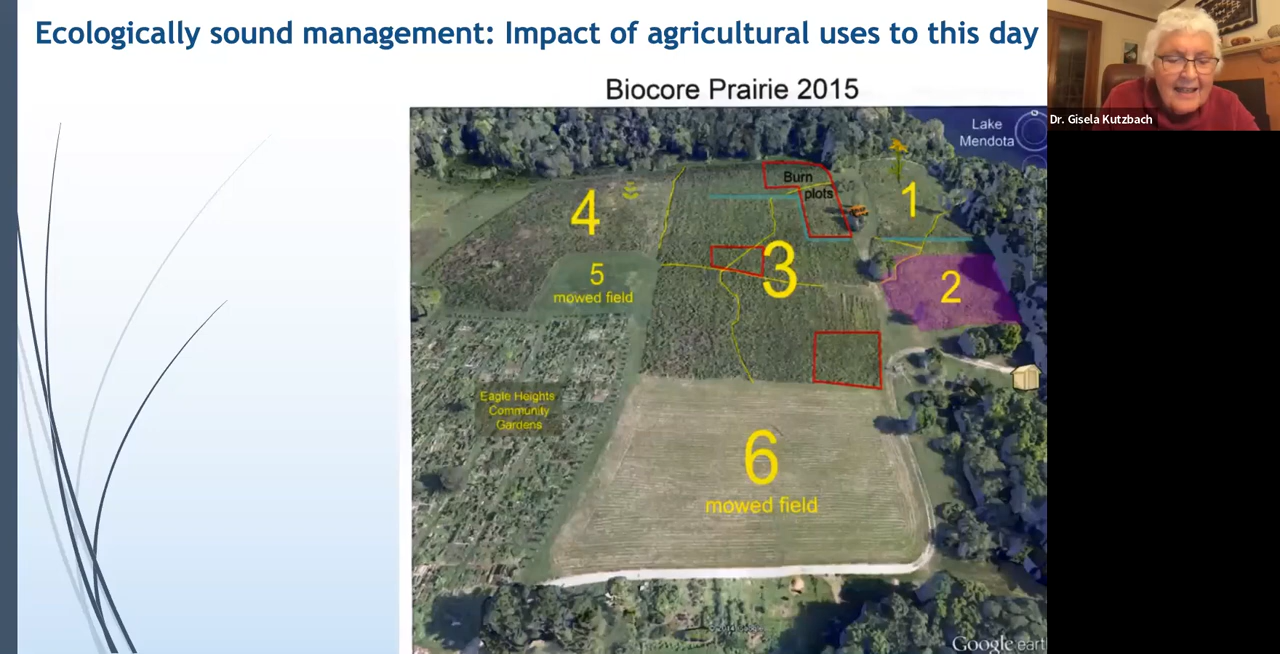 Ecologically sound management: Impact of agricultural uses to this day
Dr. Gisela Kutzbach
Biocore Prairie 2015
Lake
Mendota
Burn
plots
1
4
3
5
mowed field
2
Eagle Heights
Community
Gardens
6
mowed field
Google eart